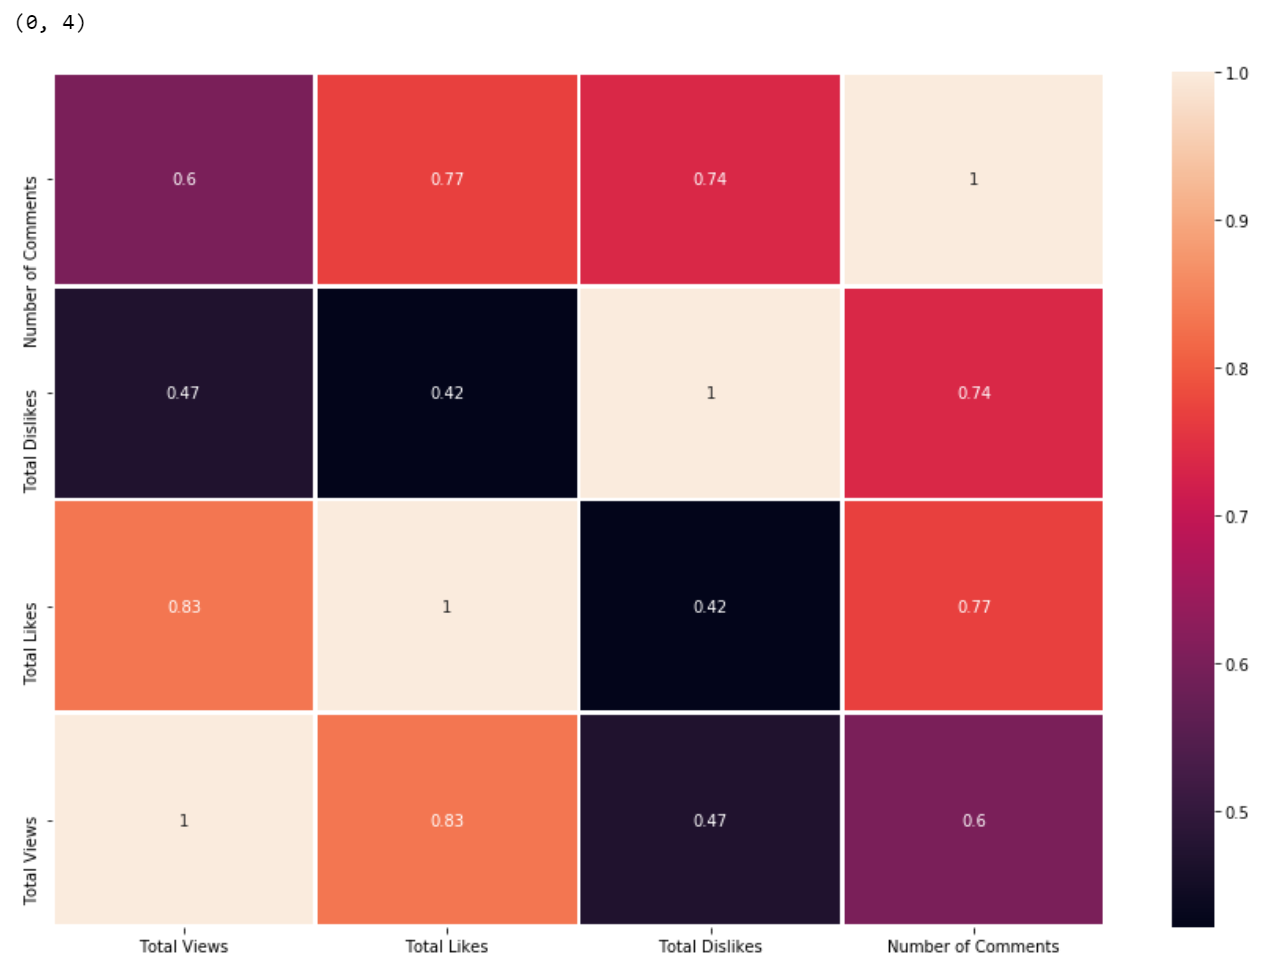 (0, 4)
Number of Comments
0.6 0.77 0.74 1
Total Dislikes
0.47 0.42 1 0.74
Total Likes
0.83 1 0.42 0.77
Total Views
1 0.83 0.47 0.6
Total Views Total Likes Total Dislikes Number of Comments
1.0
0.9
0.8
0.7
0.6
0.5